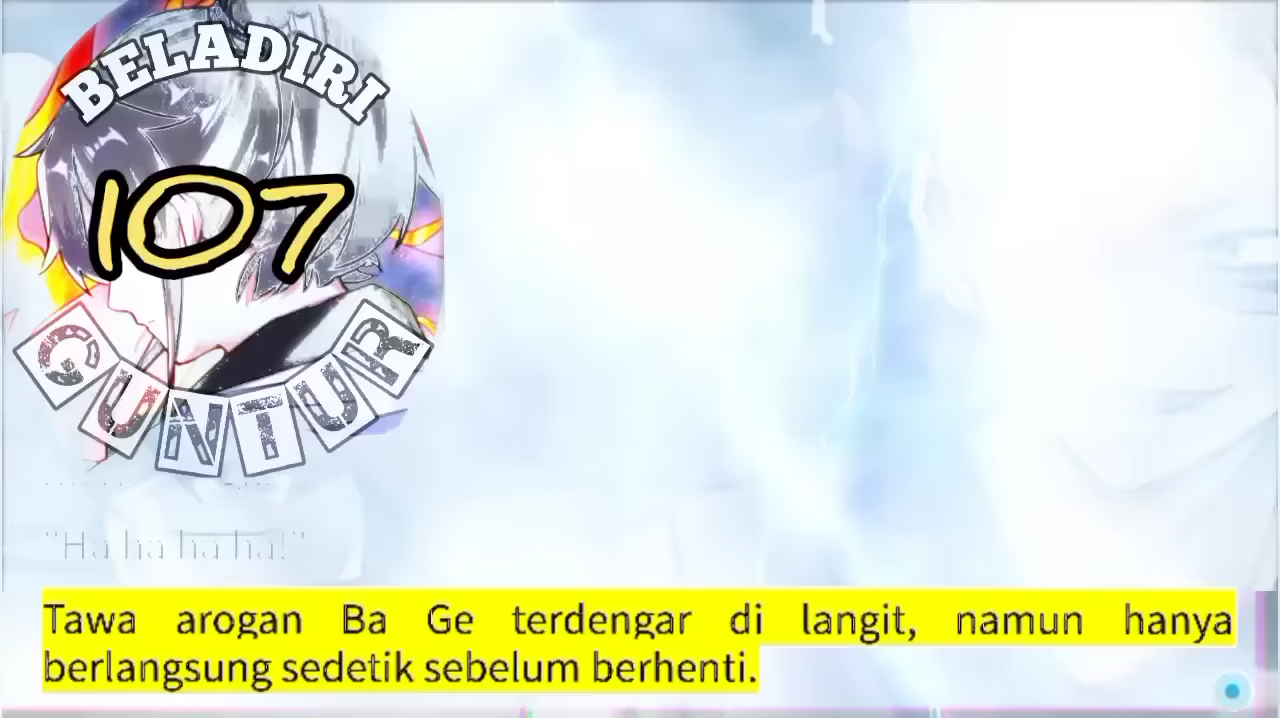 BELADIRI
107
GUNTUR
"Ha ha ha ha!"
Tawa arogan Ba Ge terdengar di langit, namun hanya
berlangsung sedetik sebelum berhenti.